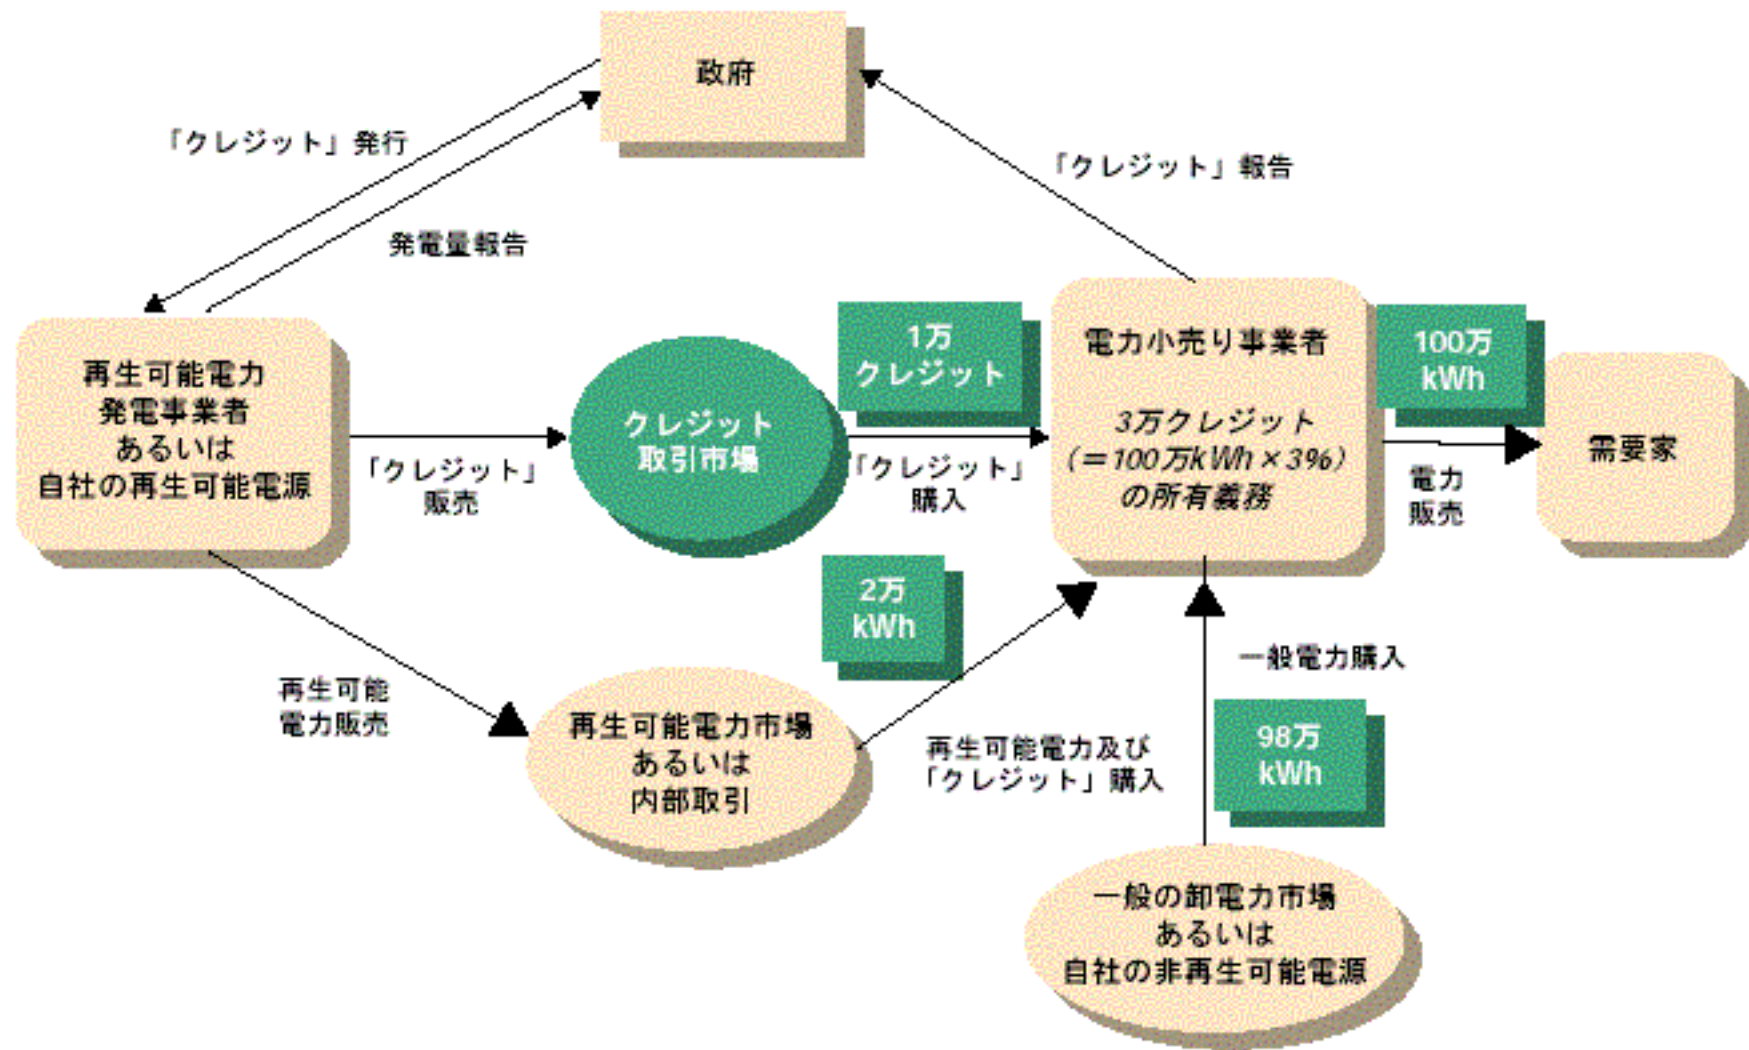 政府
「クレジット」発行
「クレジット」報告
発電量報告
再生可能電力
発電事業者
あるいは
自社の再生可能電源
「クレジット」
販売
クレジット
取引市場
1万
クレジット
「クレジット」
購入
電力小売り事業者
3万クレジット
(＝100万kWh×3%)
の所有義務
100万
kWh
電力
販売
需要家
2万
kWh
再生可能
電力販売
再生可能電力市場
あるいは
内部取引
再生可能電力及び
「クレジット」購入
一般電力購入
98万
kWh
一般の卸電力市場
あるいは
自社の非再生可能電源